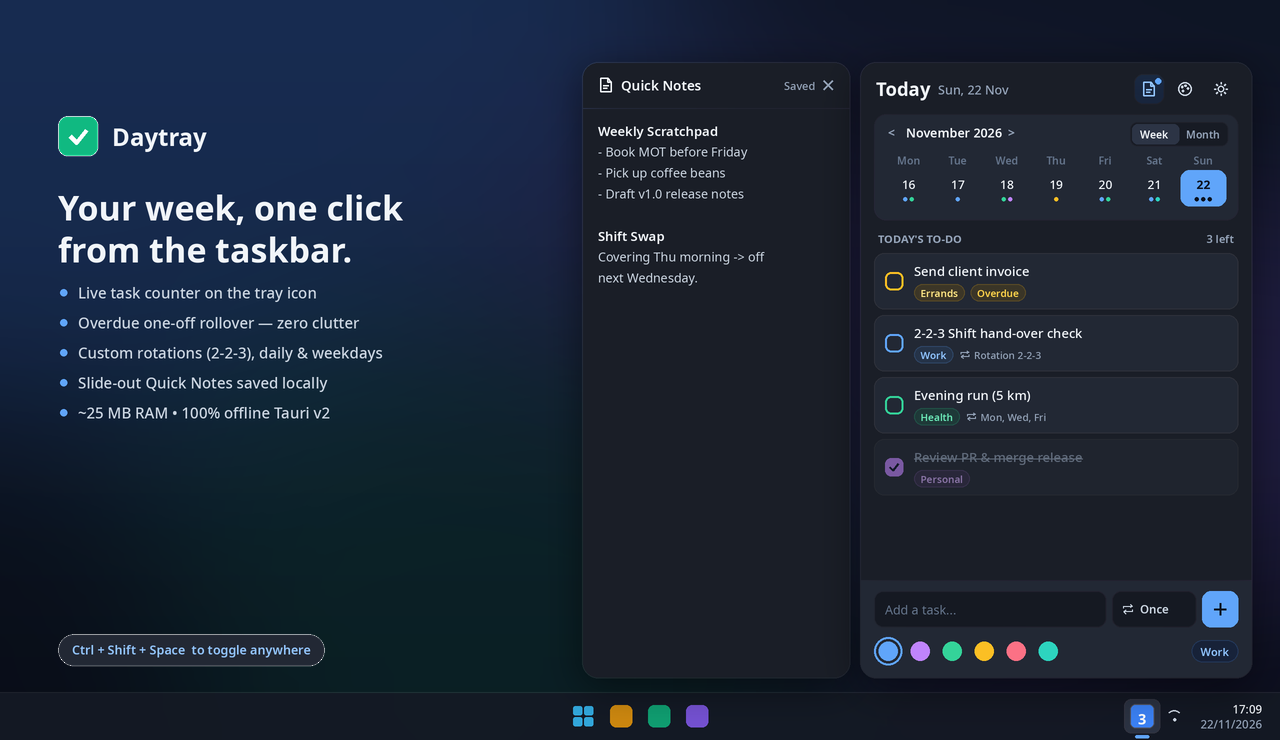 Daytray
Your week, one click
from the taskbar.
Live task counter on the tray icon
Overdue one-off rollover — zero clutter
Custom rotations (2-2-3), daily & weekdays
Slide-out Quick Notes saved locally
~25 MB RAM • 100% offline Tauri v2
Ctrl + Shift + Space to toggle anywhere
Quick Notes Saved
Weekly Scratchpad
- Book MOT before Friday
- Pick up coffee beans
- Draft v1.0 release notes
Shift Swap
Covering Thu morning -> off
next Wednesday.
Today Sun, 22 Nov
< November 2026 > Week Month
Mon Tue Wed Thu Fri Sat Sun
16 17 18 19 20 21 22
TODAY'S TO-DO 3 left
Send client invoice
Errands Overdue
2-2-3 Shift hand-over check
Work Rotation 2-2-3
Evening run (5 km)
Health Mon, Wed, Fri
Review PR & merge release
Personal
Add a task... Once +
Work
3 17:09
22/11/2026